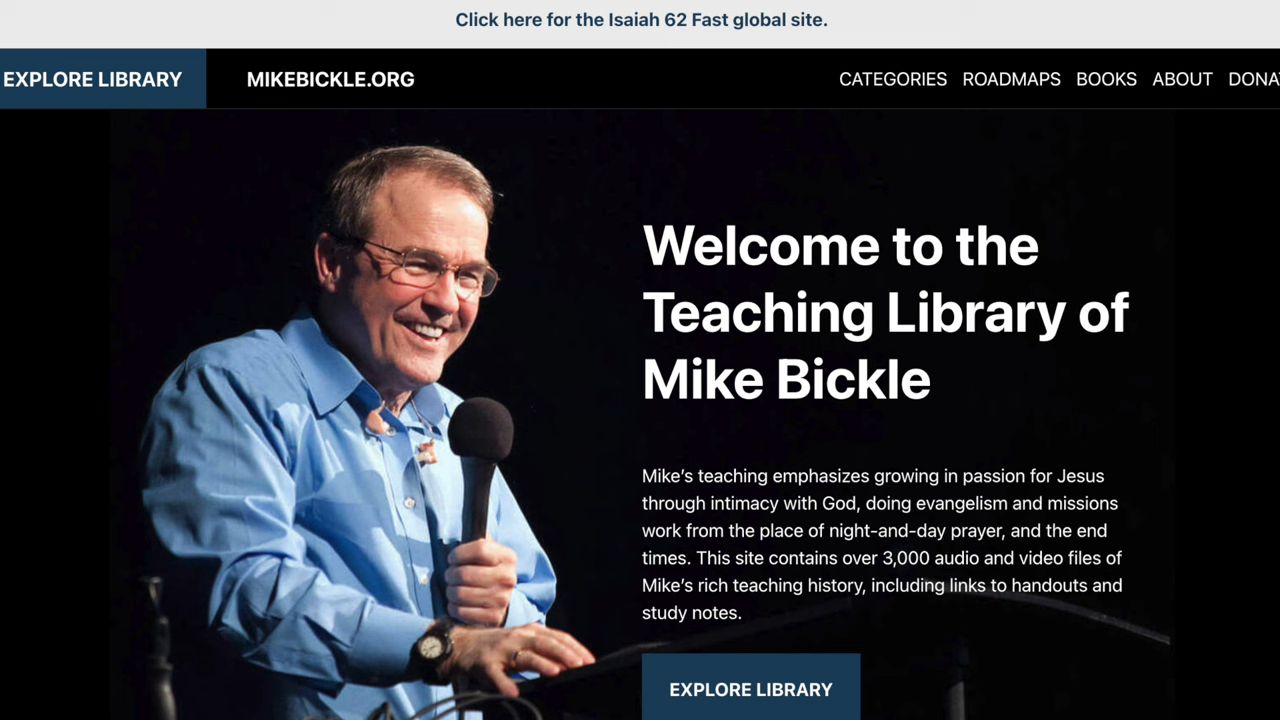 Click here for the Isaiah 62 Fast global site.
EXPLORE LIBRARY
MIKEBICKLE.ORG
CATEGORIES ROADMAPS BOOKS ABOUT DONA
Welcome to the
Teaching Library of
Mike Bickle
Mike’s teaching emphasizes growing in passion for Jesus
through intimacy with God, doing evangelism and missions
work from the place of night-and-day prayer, and the end
times. This site contains over 3,000 audio and video files of
Mike’s rich teaching history, including links to handouts and
study notes.
EXPLORE LIBRARY